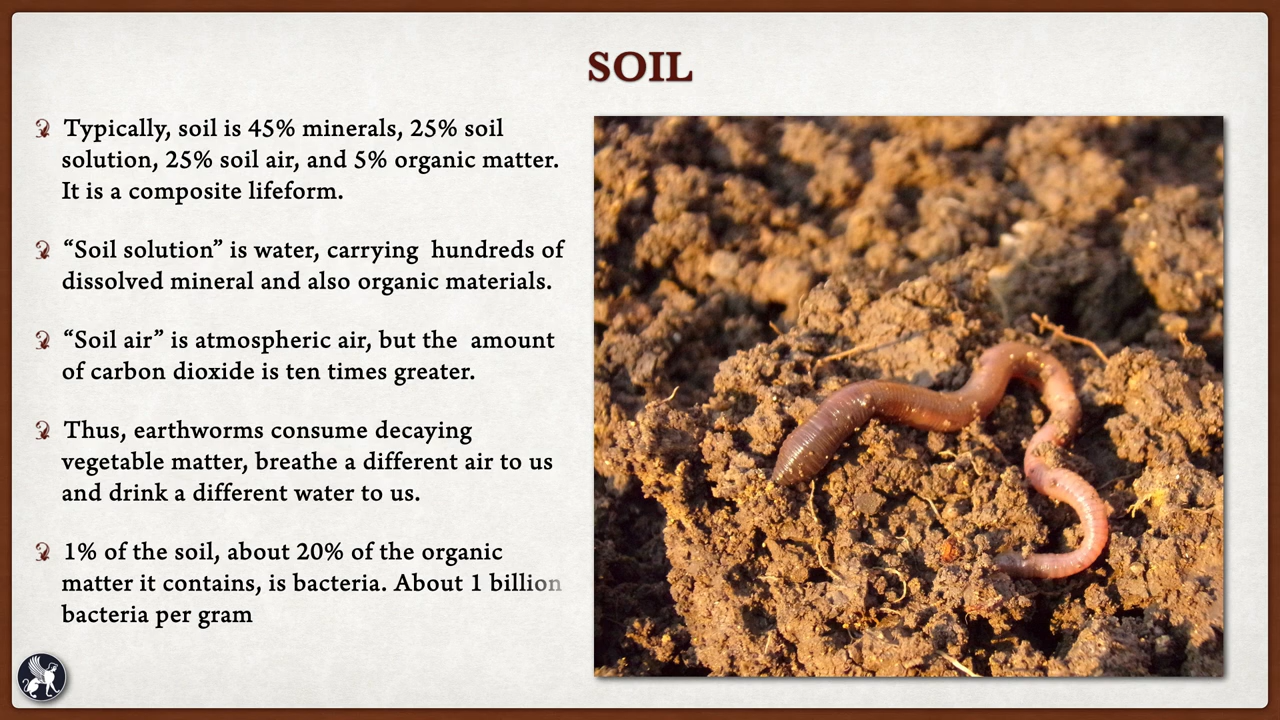 SOIL
Typically, soil is 45% minerals, 25% soil
solution, 25% soil air, and 5% organic matter.
It is a composite lifeform.
“Soil solution” is water, carrying  hundreds of
dissolved mineral and also organic materials.
“Soil air” is atmospheric air, but the  amount
of carbon dioxide is ten times greater.
Thus, earthworms consume decaying
vegetable matter, breathe a different air to us
and drink a different water to us.
1% of the soil, about 20% of the organic
matter it contains, is bacteria. About 1 billion
bacteria per gram